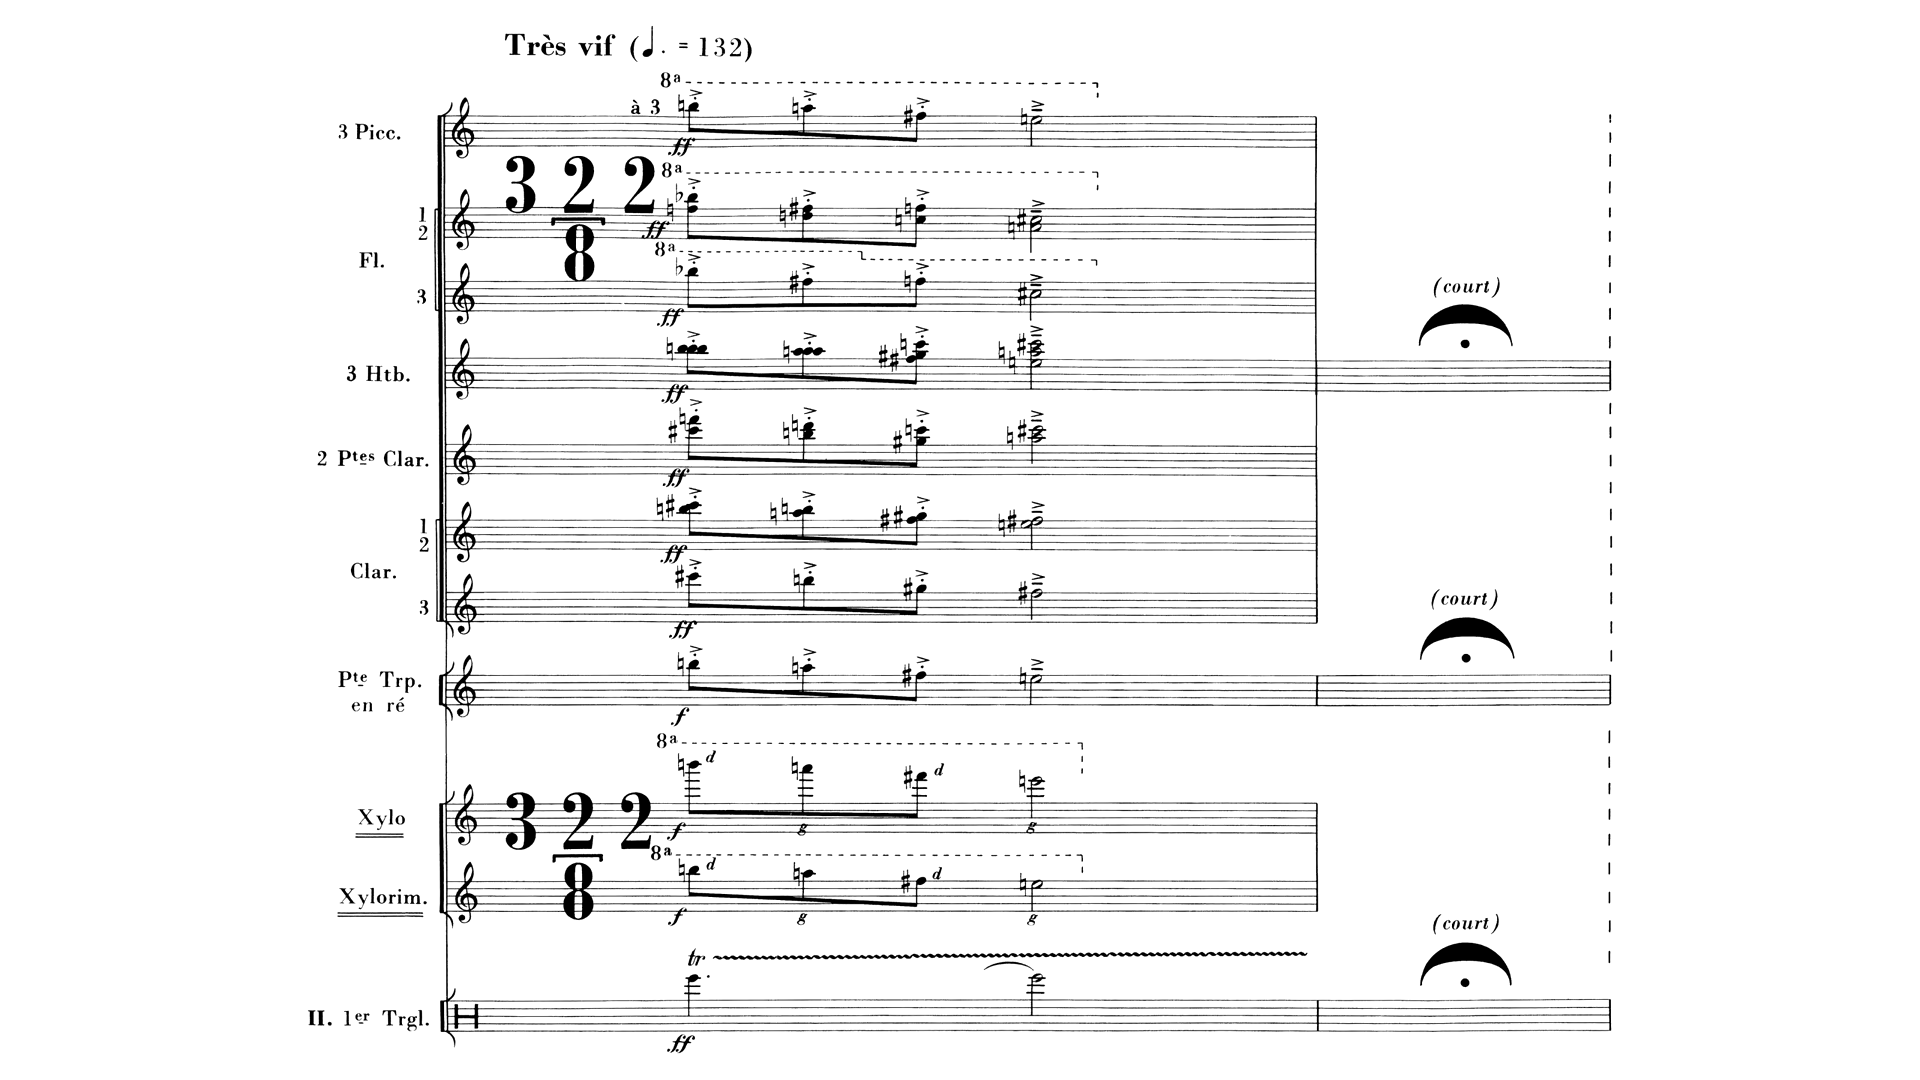 Très vif (♩. = 132)
8ª
à 3
3 Picc.
ff
3 2 2
8
8ª
1
2
ff
Fl.
8ª
3
ff
(court)
3 Htb.
ff
2 Ptes Clar.
ff
1
2
ff
Clar.
3
ff
(court)
Pte Trp.
en ré
f
8ª
d
d
Xylo
3 2 2
8
f
g
g
8ª
d
d
Xylorim.
f
g
g
(court)
tr
II. 1er Trgl.
ff